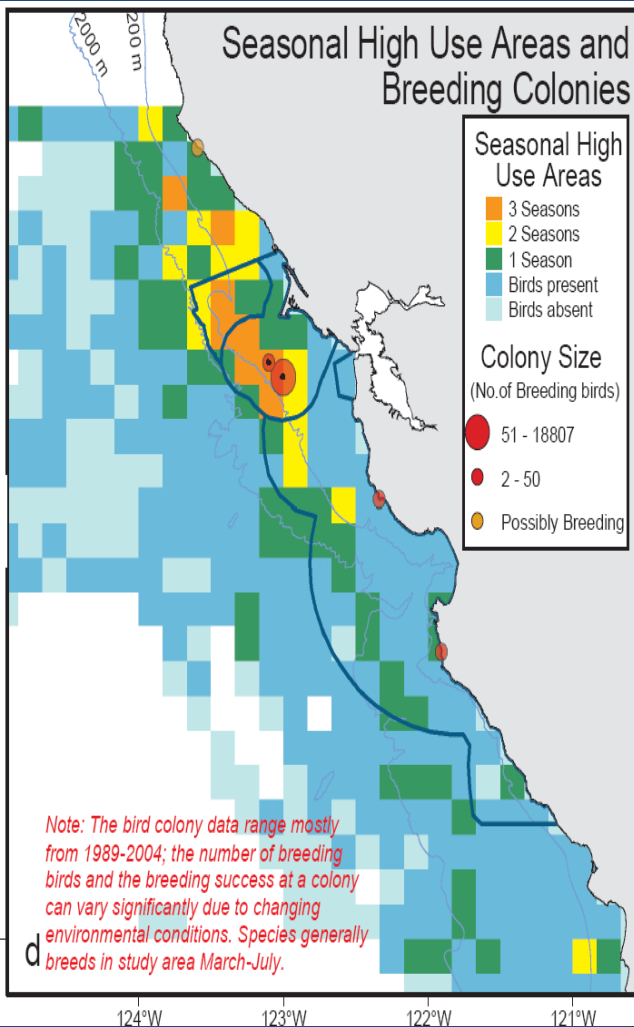 2000 m
200 m
Seasonal High Use Areas and
Breeding Colonies
Seasonal High
Use Areas
3 Seasons
2 Seasons
1 Season
Birds present
Birds absent
Colony Size
(No.of Breeding birds)
51 - 18807
2 - 50
Possibly Breeding
Note: The bird colony data range mostly
from 1989-2004; the number of breeding
birds and the breeding success at a colony
can vary significantly due to changing
environmental conditions. Species generally
breeds in study area March-July.
d
124°W 123°W 122°W 121°W